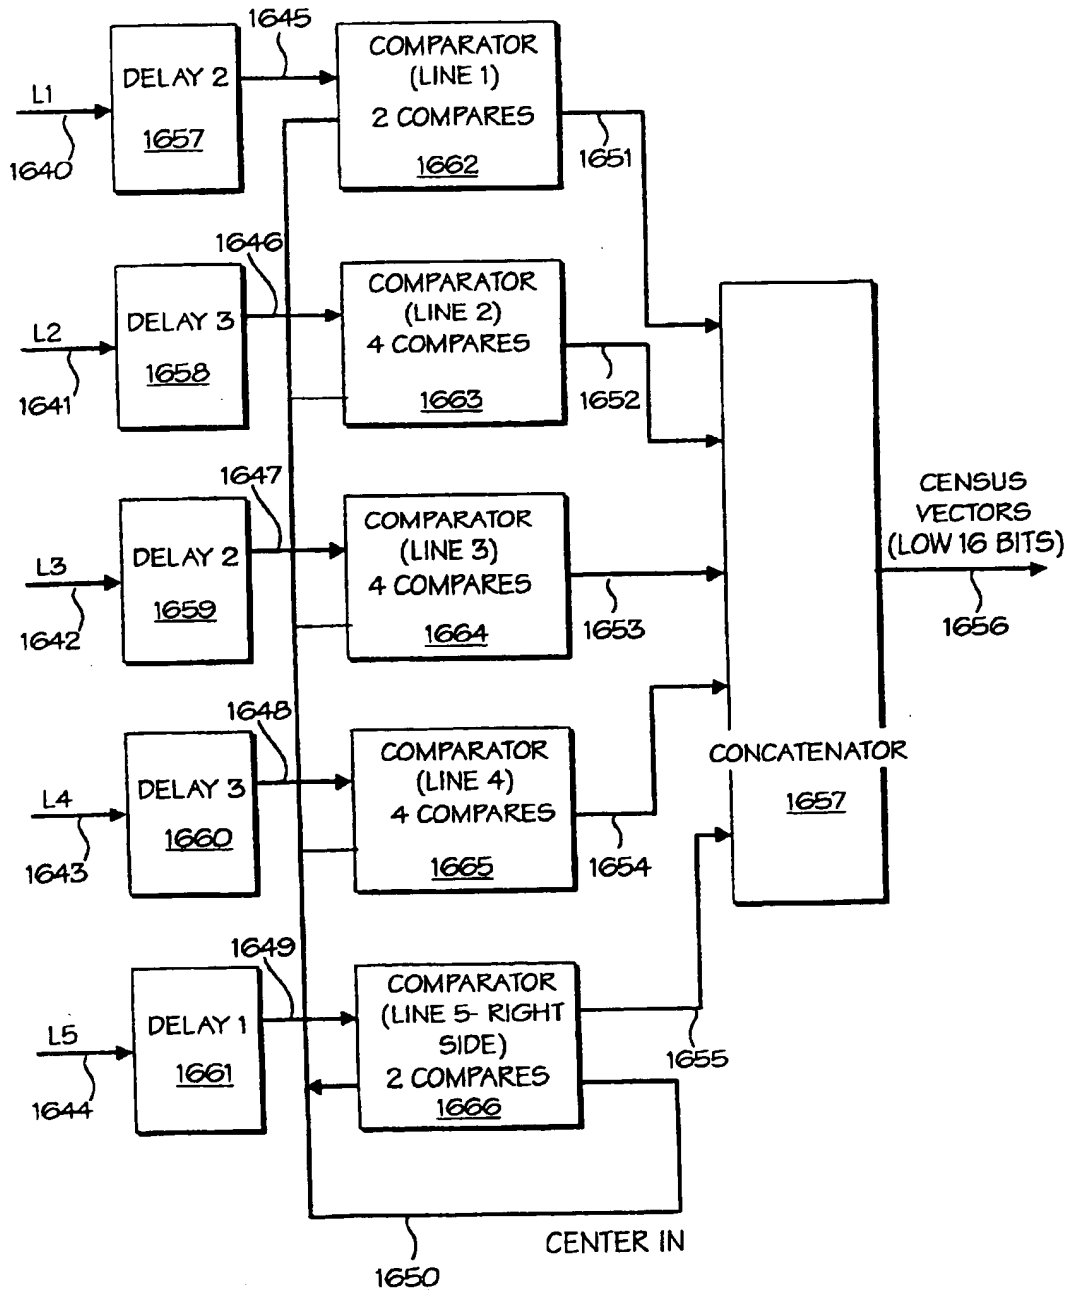 1645
L1
1640
DELAY 2
1657
COMPARATOR
(LINE 1)
2 COMPARES
1662
1651
1646
L2
1641
DELAY 3
1658
COMPARATOR
(LINE 2)
4 COMPARES
1663
1652
1647
L3
1642
DELAY 2
1659
COMPARATOR
(LINE 3)
4 COMPARES
1664
1653
CENSUS
VECTORS
(LOW 16 BITS)
1656
1648
L4
1643
DELAY 3
1660
COMPARATOR
(LINE 4)
4 COMPARES
1665
1654
CONCATENATOR
1657
1649
L5
1644
DELAY 1
1661
COMPARATOR
(LINE 5- RIGHT
SIDE)
2 COMPARES
1666
1655
CENTER IN
1650